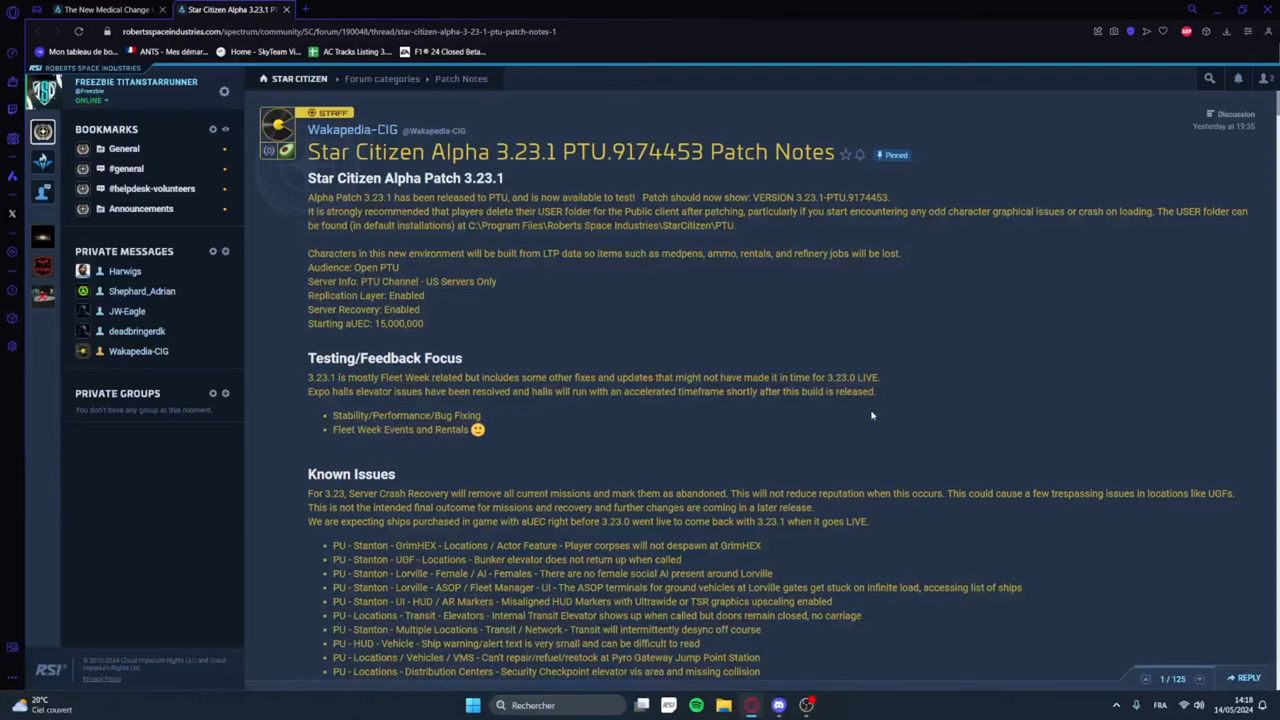 The New Medical Change
Star Citizen Alpha 3.23.1 PT
robertsspaceindustries.com/spectrum/community/SC/forum/190048/thread/star-citizen-alpha-3-23-1-ptu-patch-notes-1
Mon tableau de bo...
ANTS - Mes démar...
Home - SkyTeam Vi...
AC Tracks Listing 3....
F1® 24 Closed Beta...
RSI ROBERTS SPACE INDUSTRIES
FREEZBIE TITANSTARRUNNER
@Freezbie
ONLINE
STAR CITIZEN
Forum categories
Patch Notes
2
BOOKMARKS
General
#general
#helpdesk-volunteers
Announcements
PRIVATE MESSAGES
Harwigs
Shephard_Adrian
JW-Eagle
deadbringerdk
Wakapedia-CIG
PRIVATE GROUPS
You don't have any group at this moment.
STAFF
Wakapedia-CIG @Wakapedia-CIG
Discussion
Yesterday at 19:35
Star Citizen Alpha 3.23.1 PTU.9174453 Patch Notes
Pinned
Star Citizen Alpha Patch 3.23.1
Alpha Patch 3.23.1 has been released to PTU, and is now available to test! Patch should now show: VERSION 3.23.1-PTU.9174453.
It is strongly recommended that players delete their USER folder for the Public client after patching, particularly if you start encountering any odd character graphical issues or crash on loading. The USER folder can
be found (in default installations) at C:\Program Files\Roberts Space Industries\StarCitizen\PTU.
Characters in this new environment will be built from LTP data so items such as medpens, ammo, rentals, and refinery jobs will be lost.
Audience: Open PTU
Server Info: PTU Channel - US Servers Only
Replication Layer: Enabled
Server Recovery: Enabled
Starting aUEC: 15,000,000
Testing/Feedback Focus
3.23.1 is mostly Fleet Week related but includes some other fixes and updates that might not have made it in time for 3.23.0 LIVE.
Expo halls elevator issues have been resolved and halls will run with an accelerated timeframe shortly after this build is released.
• Stability/Performance/Bug Fixing
• Fleet Week Events and Rentals 🙂
Known Issues
For 3.23, Server Crash Recovery will remove all current missions and mark them as abandoned. This will not reduce reputation when this occurs. This could cause a few trespassing issues in locations like UGFs.
This is not the intended final outcome for missions and recovery and further changes are coming in a later release.
We are expecting ships purchased in game with aUEC right before 3.23.0 went live to come back with 3.23.1 when it goes LIVE.
• PU - Stanton - GrimHEX - Locations / Actor Feature - Player corpses will not despawn at GrimHEX
• PU - Stanton - UGF - Locations - Bunker elevator does not return up when called
• PU - Stanton - Lorville - Female / AI - Females - There are no female social AI present around Lorville
• PU - Stanton - Lorville - ASOP / Fleet Manager - UI - The ASOP terminals for ground vehicles at Lorville gates get stuck on infinite load, accessing list of ships
• PU - Stanton - UI - HUD / AR Markers - Misaligned HUD Markers with Ultrawide or TSR graphics upscaling enabled
• PU - Locations - Transit - Elevators - Internal Transit Elevator shows up when called but doors remain closed, no carriage
• PU - Stanton - Multiple Locations - Transit / Network - Transit will intermittently desync off course
• PU - HUD - Vehicle - Ship warning/alert text is very small and can be difficult to read
• PU - Locations / Vehicles / VMS - Can't repair/refuel/restock at Pyro Gateway Jump Point Station
• PU - Locations - Distribution Centers - Security Checkpoint elevator vis area and missing collision
RSI
© 2012-2024 Cloud Imperium Rights LLC and Cloud
Imperium Rights Ltd.
Privacy Policy
1 / 125
REPLY
20°C
Ciel couvert
Rechercher
FRA
14:18
14/05/2024